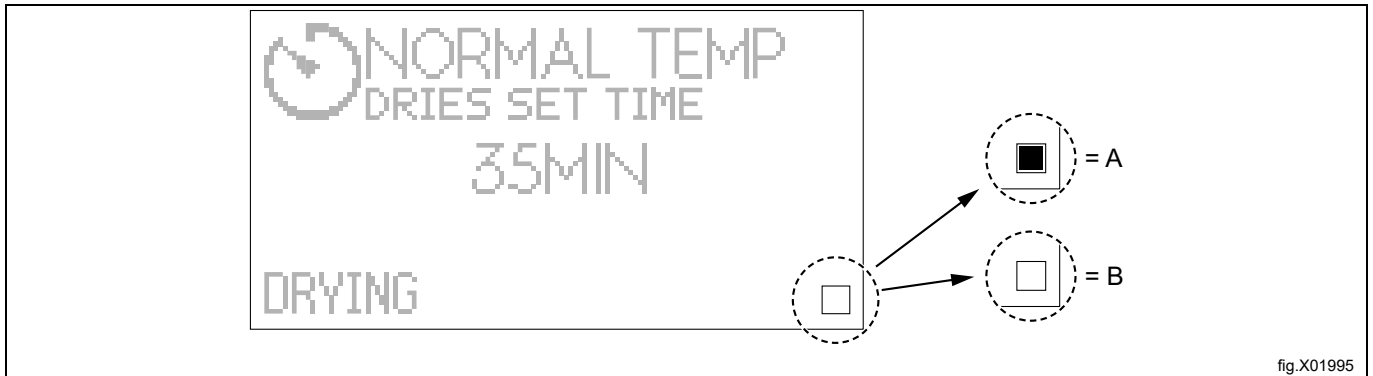 NORMAL TEMP
DRIES SET TIME
35MIN
DRYING
= A
= B
fig.X01995